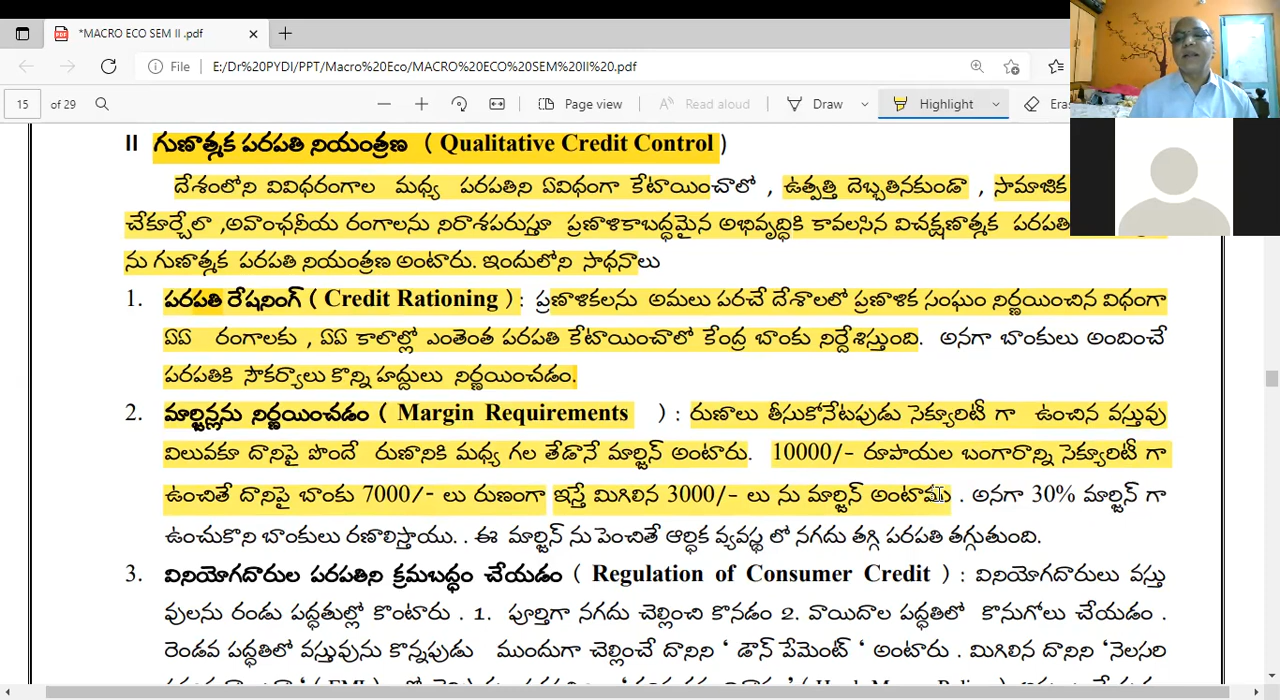 *MACRO ECO SEM II .pdf
File E:/Dr%20PYDI/PPT/Macro%20Eco/MACRO%20ECO%20SEM%20II%20.pdf
15 of 29 Page view Read aloud Draw Highlight Era
II గుణాత్మక పరపతి నియంత్రణ ( Qualitative Credit Control )
దేశంలోని వివిధరంగాల మధ్య పరపతిని ఏవిధంగా కేటాయించాలో , ఉత్పత్తి దెబ్బతినకుండా , సామాజిక
చేకూర్చేలా ,అవాంఛనీయ రంగాలను నిరాశపరుస్తూ ప్రణాళికాబద్ధమైన అభివృద్ధికి కావలసిన విచక్షణాత్మక పరపతి
ను గుణాత్మక పరపతి నియంత్రణ అంటారు. ఇందులోని సాధనాలు
1. పరపతి రేషనింగ్ ( Credit Rationing ) : ప్రణాళికలను అమలు పరచే దేశాలలో ప్రణాళిక సంఘం నిర్ణయించిన విధంగా
ఏఏ రంగాలకు , ఏఏ కాలాల్లో ఎంతెంత పరపతి కేటాయించాలో కేంద్ర బాంకు నిర్దేశిస్తుంది. అనగా బాంకులు అందించే
పరపతికి సౌకర్యాలు కొన్ని హద్దులు నిర్ణయించడం.
2. మార్జిన్లను నిర్ణయించడం ( Margin Requirements ) : రుణాలు తీసుకోనేటపుడు సెక్యూరిటీ గా ఉంచిన వస్తువు
విలువకూ దానిపై పొందే రుణానికి మధ్య గల తేడానే మార్జిన్ అంటారు. 10000/- రూపాయల బంగారాన్ని సెక్యూరిటీ గా
ఉంచితే దానిపై బాంకు 7000/- లు రుణంగా ఇస్తే మిగిలిన 3000/- లు ను మార్జిన్ అంటాము . అనగా 30% మార్జిన్ గా
ఉంచుకొని బాంకులు రణాలిస్తాయు. . ఈ మార్జిన్ ను పెంచితే ఆర్ధిక వ్యవస్థ లో నగదు తగ్గి పరపతి తగ్గుతుంది.
3. వినియోగదారుల పరపతిని క్రమబద్ధం చేయడం ( Regulation of Consumer Credit ) : వినియోగదారులు వస్తు
వులను రండు పద్ధతుల్లో కొంటారు . 1. పూర్తిగా నగదు చెల్లించి కొనడం 2. వాయిదాల పద్ధతిలో కొనుగోలు చేయడం .
రెండవ పద్ధతిలో వస్తువును కొన్నపుడు ముందుగా చెల్లించే దానిని ‘ డౌన్ పేమెంట్ ‘ అంటారు . మిగిలిన దానిని ‘నెలసరి